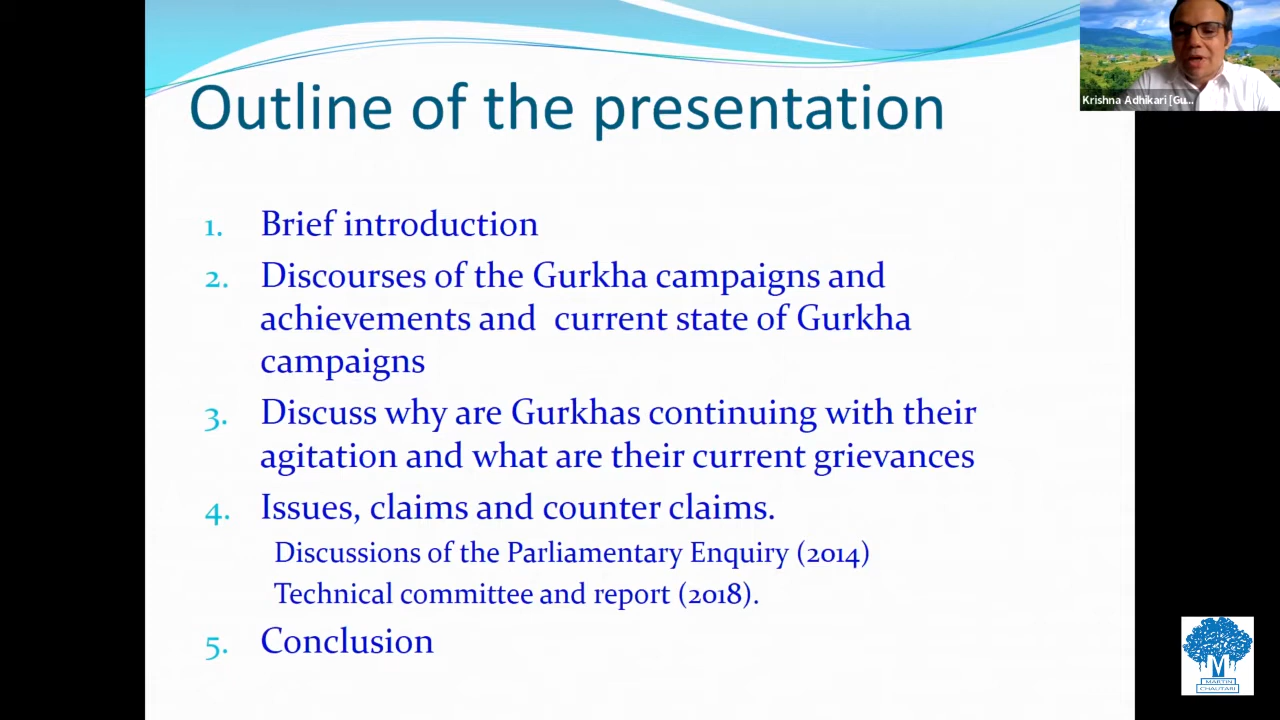 Outline of the presentation
1. Brief introduction
2. Discourses of the Gurkha campaigns and
achievements and current state of Gurkha
campaigns
3. Discuss why are Gurkhas continuing with their
agitation and what are their current grievances
4. Issues, claims and counter claims.
Discussions of the Parliamentary Enquiry (2014)
Technical committee and report (2018).
5. Conclusion
Krishna Adhikari [Gu...
M
MARTIN
CHAUTARI